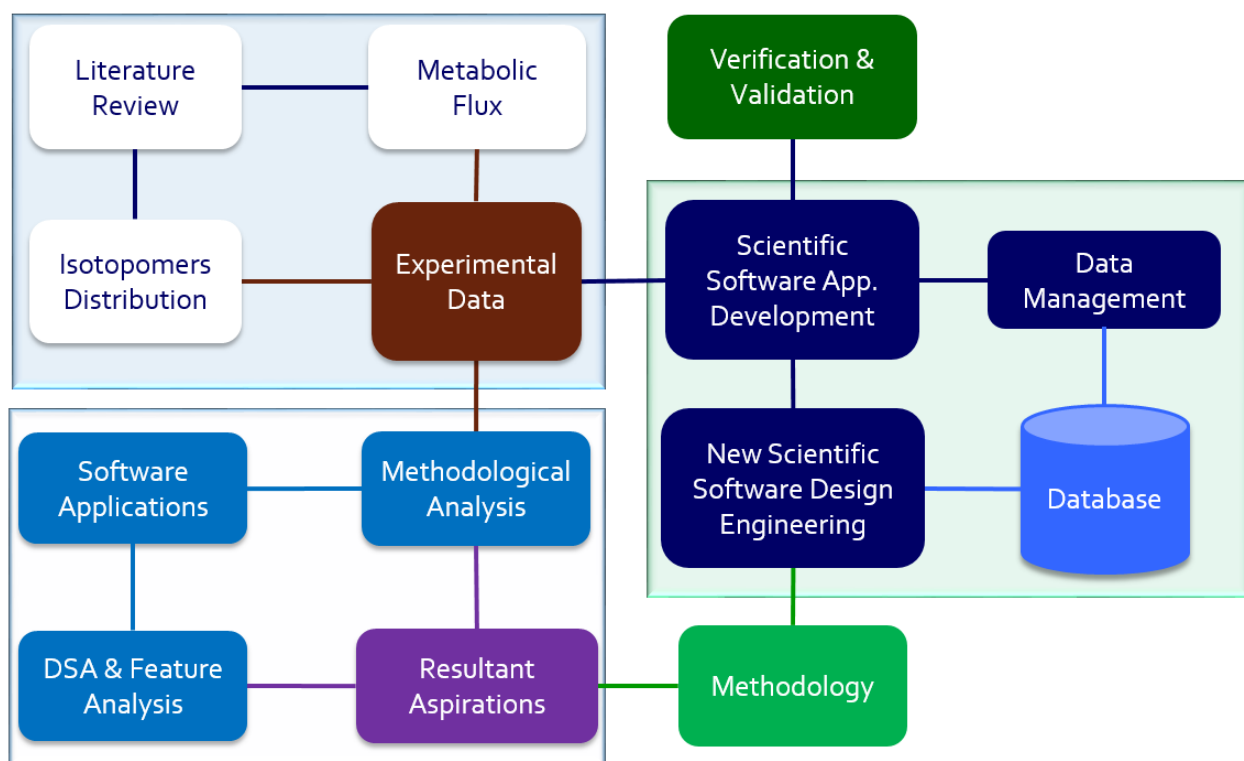 Literature
Review
Metabolic
Flux
Verification &
Validation
Isotopomers
Distribution
Experimental
Data
Scientific
Software App.
Development
Data
Management
Software
Applications
Methodological
Analysis
New Scientific
Software Design
Engineering
Database
DSA & Feature
Analysis
Resultant
Aspirations
Methodology